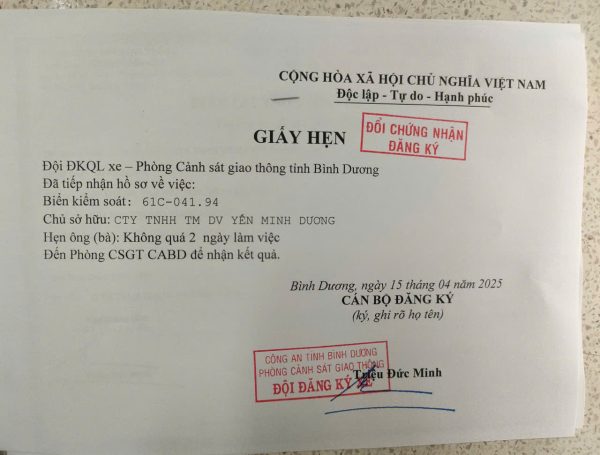 CỘNG HÒA XÃ HỘI CHỦ NGHĨA VIỆT NAM
Độc lập - Tự do - Hạnh phúc
GIẤY HẸN
ĐỔI CHỨNG NHẬN
ĐĂNG KÝ
Đội ĐKQL xe – Phòng Cảnh sát giao thông tỉnh Bình Dương
Đã tiếp nhận hồ sơ về việc:
Biển kiểm soát: 61C-041.94
Chủ sở hữu: CTY TNHH TM DV YÊN MINH DƯƠNG
Hẹn ông (bà): Không quá 2 ngày làm việc
Đến Phòng CSGT CABD để nhận kết quả.
Bình Dương, ngày 15 tháng 04 năm 2025
CÁN BỘ ĐĂNG KÝ
(ký, ghi rõ họ tên)
CÔNG AN TỈNH BÌNH DƯƠNG
PHÒNG CẢNH SÁT GIAO THÔNG
ĐỘI ĐĂNG KÝ XE
Triệu Đức Minh